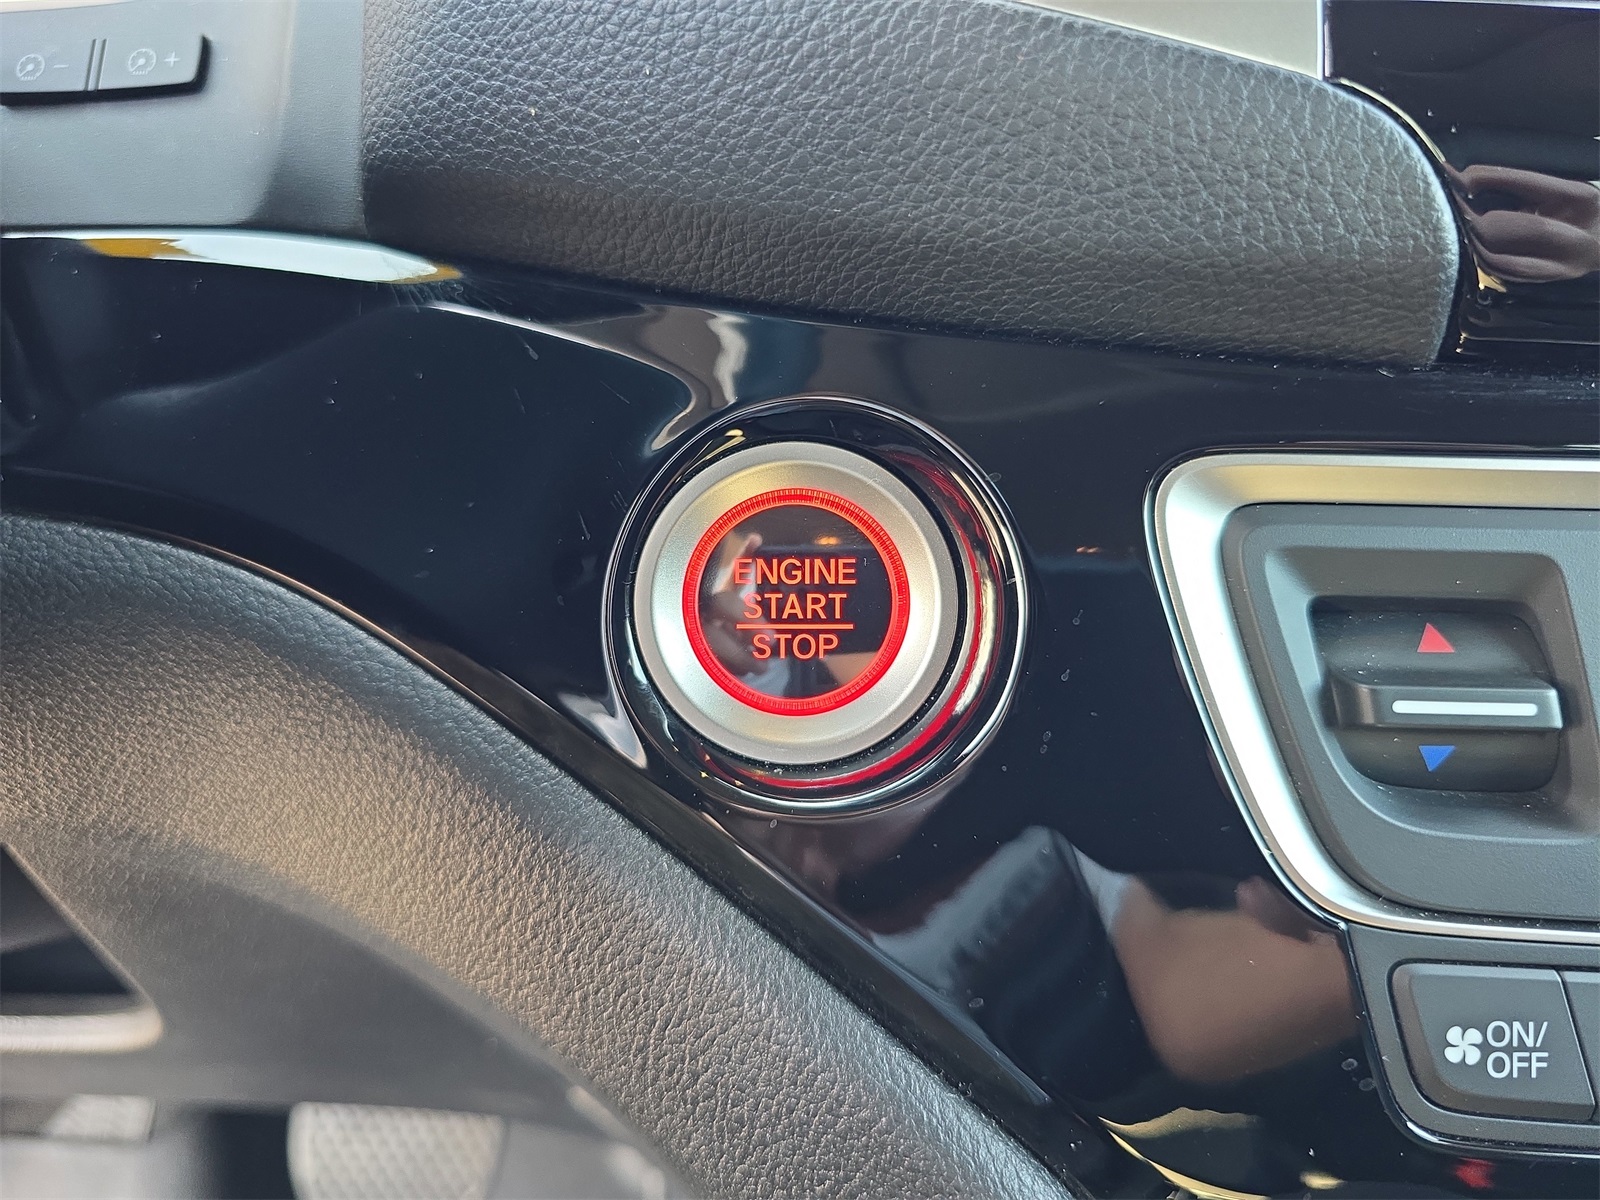 ENGINE
START
STOP
ON/
OFF